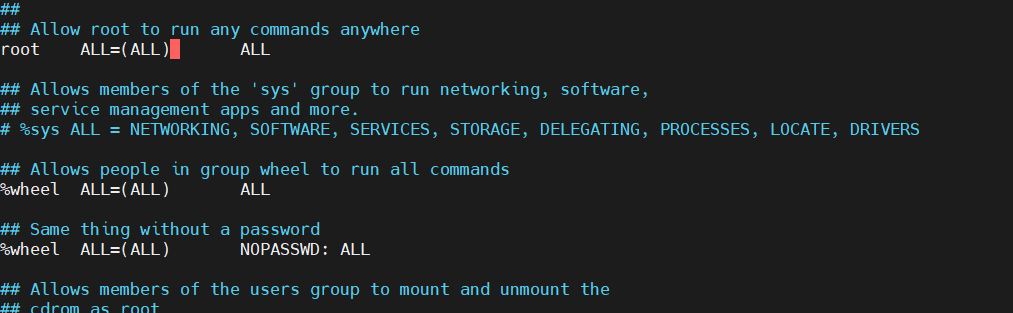 ##
## Allow root to run any commands anywhere
root    ALL=(ALL)       ALL
## Allows members of the 'sys' group to run networking, software,
## service management apps and more.
# %sys ALL = NETWORKING, SOFTWARE, SERVICES, STORAGE, DELEGATING, PROCESSES, LOCATE, DRIVERS
## Allows people in group wheel to run all commands
%wheel  ALL=(ALL)       ALL
## Same thing without a password
%wheel  ALL=(ALL)       NOPASSWD: ALL
## Allows members of the users group to mount and unmount the
## cdrom as root